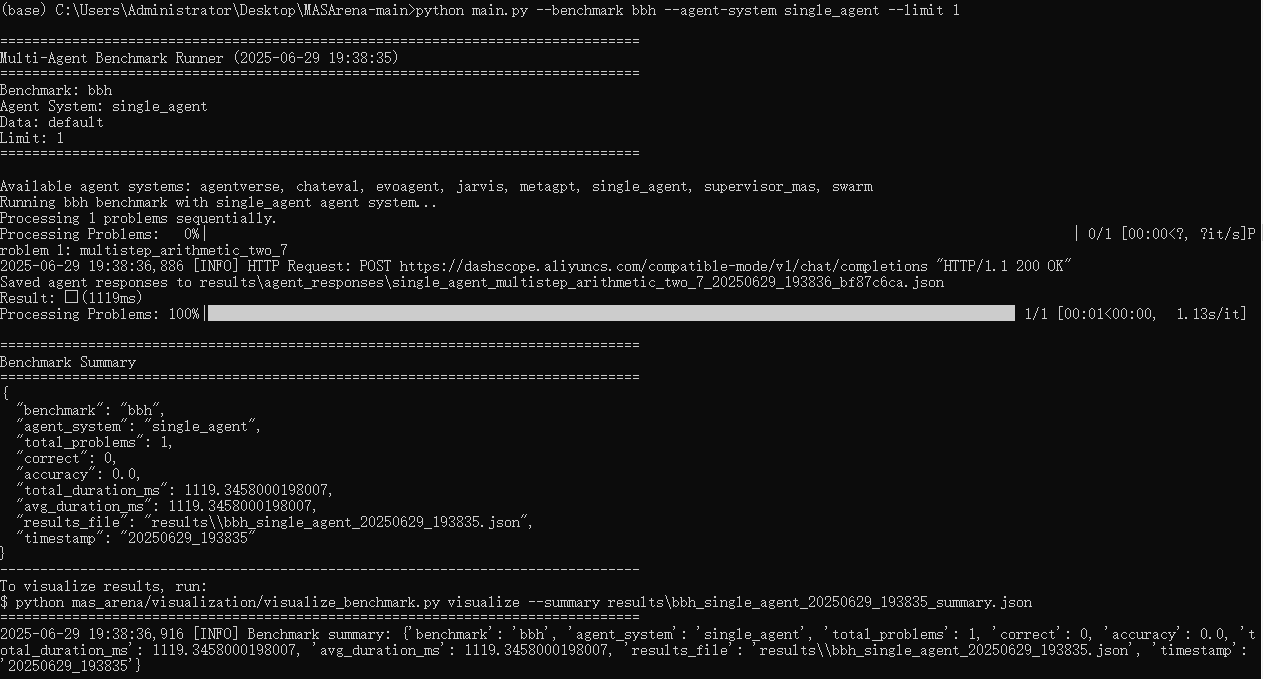 (base) C:\Users\Administrator\Desktop\MASArena-main>python main.py --benchmark bbh --agent-system single_agent --limit 1
================================================================================
Multi-Agent Benchmark Runner (2025-06-29 19:38:35)
================================================================================
Benchmark: bbh
Agent System: single_agent
Data: default
Limit: 1
================================================================================
Available agent systems: agentverse, chateval, evoagent, jarvis, metagpt, single_agent, supervisor_mas, swarm
Running bbh benchmark with single_agent agent system...
Processing 1 problems sequentially.
Processing Problems:   0%|                                                                                                             | 0/1 [00:00<?, ?it/s]P
roblem 1: multistep_arithmetic_two_7
2025-06-29 19:38:36,886 [INFO] HTTP Request: POST https://dashscope.aliyuncs.com/compatible-mode/v1/chat/completions "HTTP/1.1 200 OK"
Saved agent responses to results\agent_responses\single_agent_multistep_arithmetic_two_7_20250629_193836_bf87c6ca.json
Result: □(1119ms)
Processing Problems: 100%|█████████████████████████████████████████████████████| 1/1 [00:01<00:00,  1.13s/it]
================================================================================
Benchmark Summary
================================================================================
{
  "benchmark": "bbh",
  "agent_system": "single_agent",
  "total_problems": 1,
  "correct": 0,
  "accuracy": 0.0,
  "total_duration_ms": 1119.3458000198007,
  "avg_duration_ms": 1119.3458000198007,
  "results_file": "results\\bbh_single_agent_20250629_193835.json",
  "timestamp": "20250629_193835"
}
--------------------------------------------------------------------------------
To visualize results, run:
$ python mas_arena/visualization/visualize_benchmark.py visualize --summary results\bbh_single_agent_20250629_193835_summary.json
================================================================================
2025-06-29 19:38:36,916 [INFO] Benchmark summary: {'benchmark': 'bbh', 'agent_system': 'single_agent', 'total_problems': 1, 'correct': 0, 'accuracy': 0.0, 't
otal_duration_ms': 1119.3458000198007, 'avg_duration_ms': 1119.3458000198007, 'results_file': 'results\\bbh_single_agent_20250629_193835.json', 'timestamp':
'20250629_193835'}